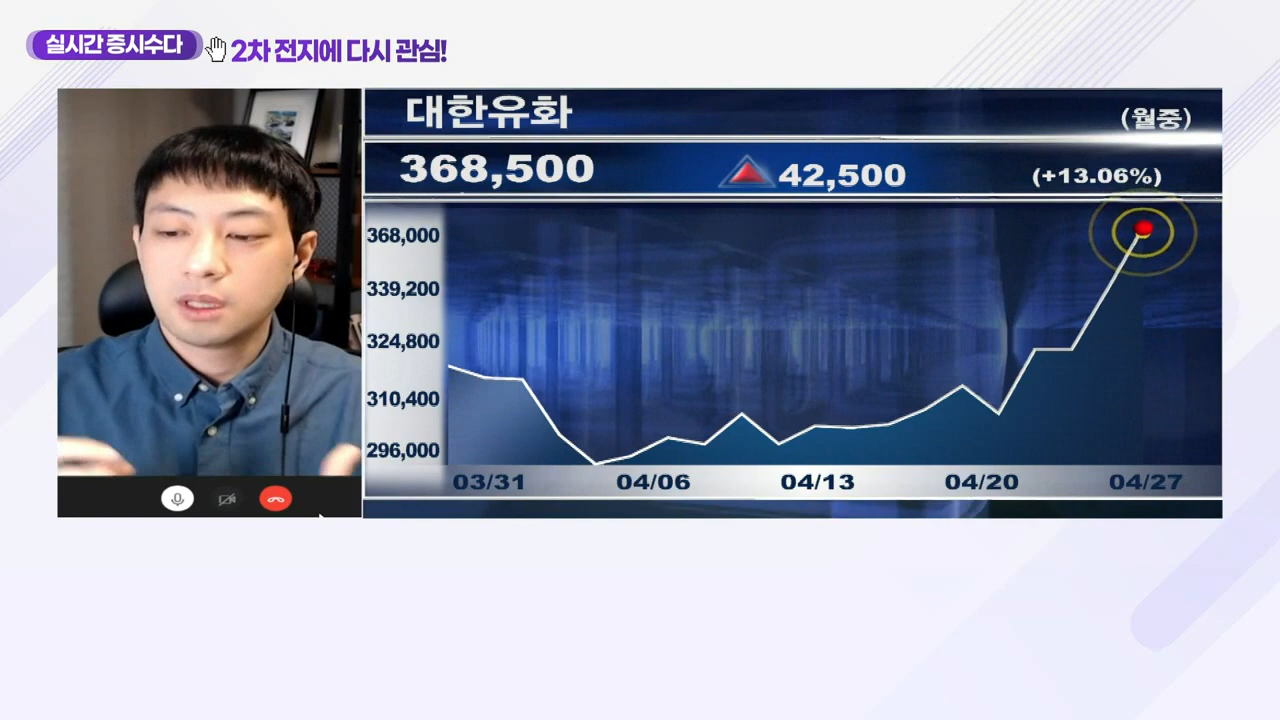 실시간 증시수다
2차 전지에 다시 관심!
대한유화
(월중)
368,500
42,500
(+13.06%)
368,000
339,200
324,800
310,400
296,000
03/31 04/06 04/13 04/20 04/27